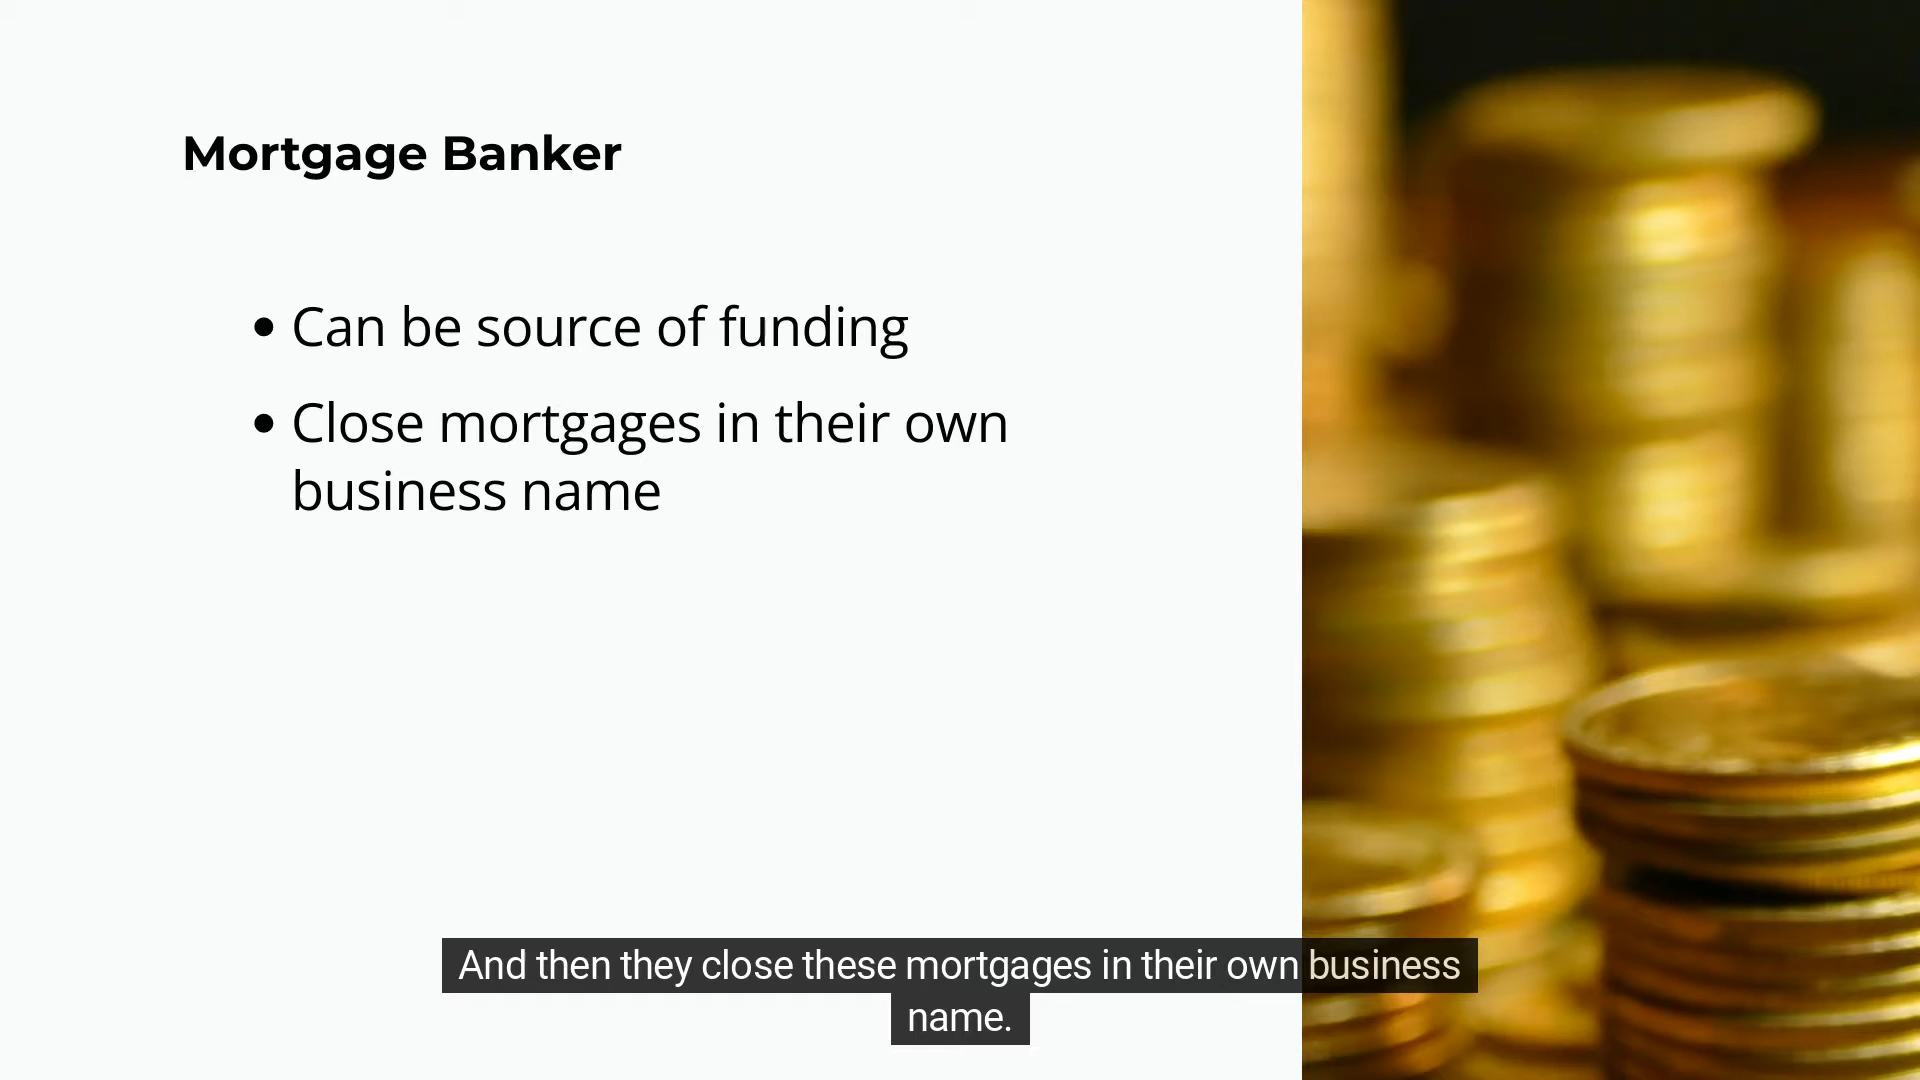 Mortgage Banker
• Can be source of funding
• Close mortgages in their own
business name
And then they close these mortgages in their own business
name.